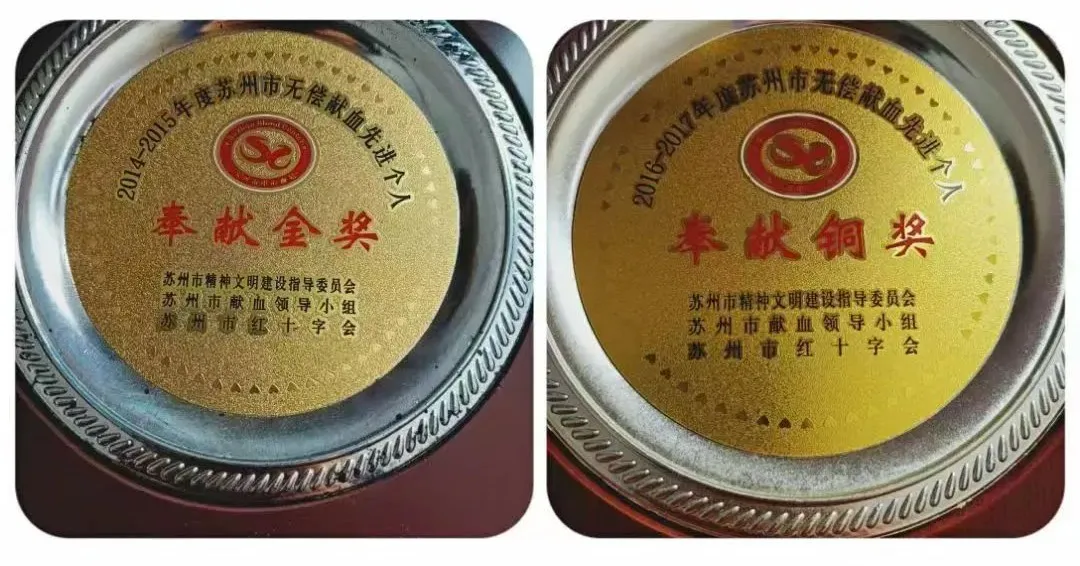 2014-2015年度苏州市无偿献血先进个人
奉献金奖
苏州市精神文明建设指导委员会
苏州市献血领导小组
苏州市红十字会
2016-2017年度苏州市无偿献血先进个人
奉献铜奖
苏州市精神文明建设指导委员会
苏州市献血领导小组
苏州市红十字会